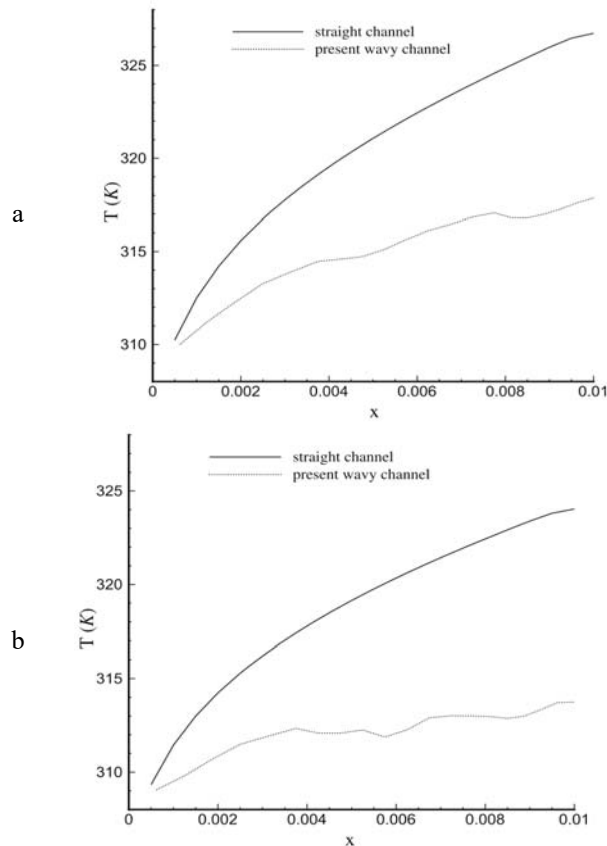 straight channel
present wavy channel
325
320
315
310
T (K)
a
0
0.002
0.004
0.006
0.008
0.01
x
straight channel
present wavy channel
325
320
315
310
T (K)
b
0
0.002
0.004
0.006
0.008
0.01
x